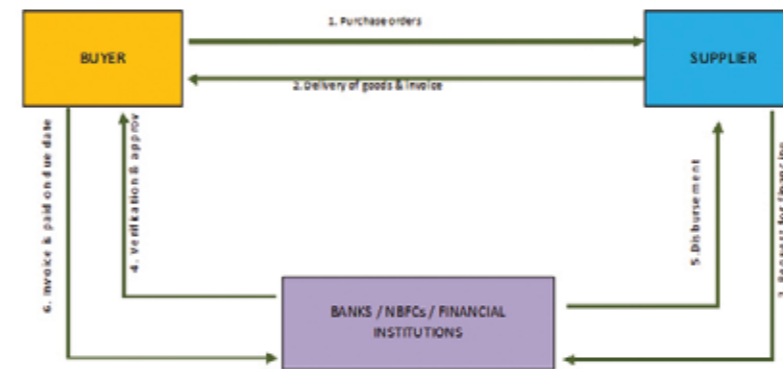 1. Purchase orders
BUYER
SUPPLIER
2. Delivery of goods & invoice
6. Invoice & paid on due date
4. Verification & approv
5. Disbursement
BANKS / NBFCs / FINANCIAL
INSTITUTIONS